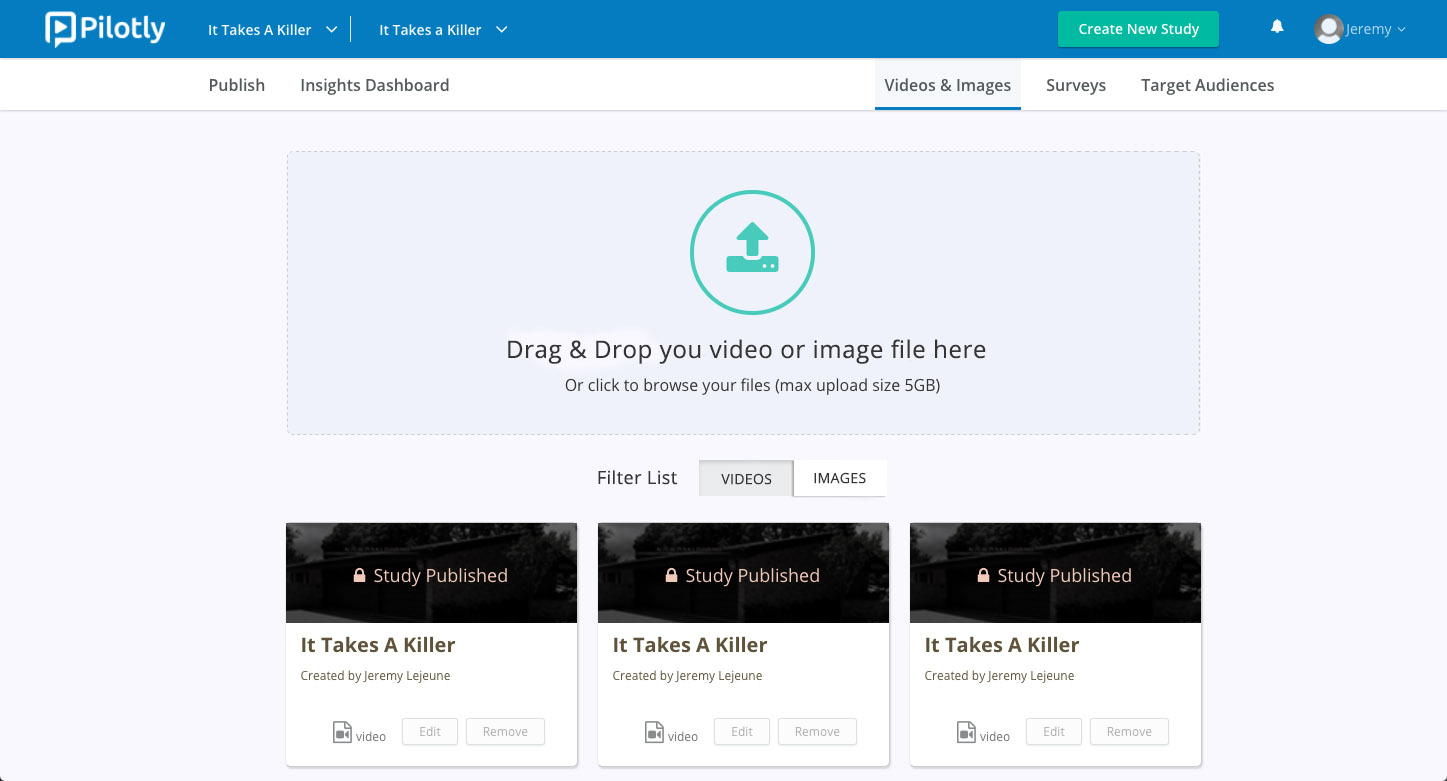 Pilotly It Takes A Killer It Takes a Killer Create New Study Jeremy
Publish Insights Dashboard Videos & Images Surveys Target Audiences
Drag & Drop you video or image file here
Or click to browse your files (max upload size 5GB)
Filter List VIDEOS IMAGES
Study Published Study Published Study Published
It Takes A Killer It Takes A Killer It Takes A Killer
Created by Jeremy Lejeune Created by Jeremy Lejeune Created by Jeremy Lejeune
video Edit Remove video Edit Remove video Edit Remove